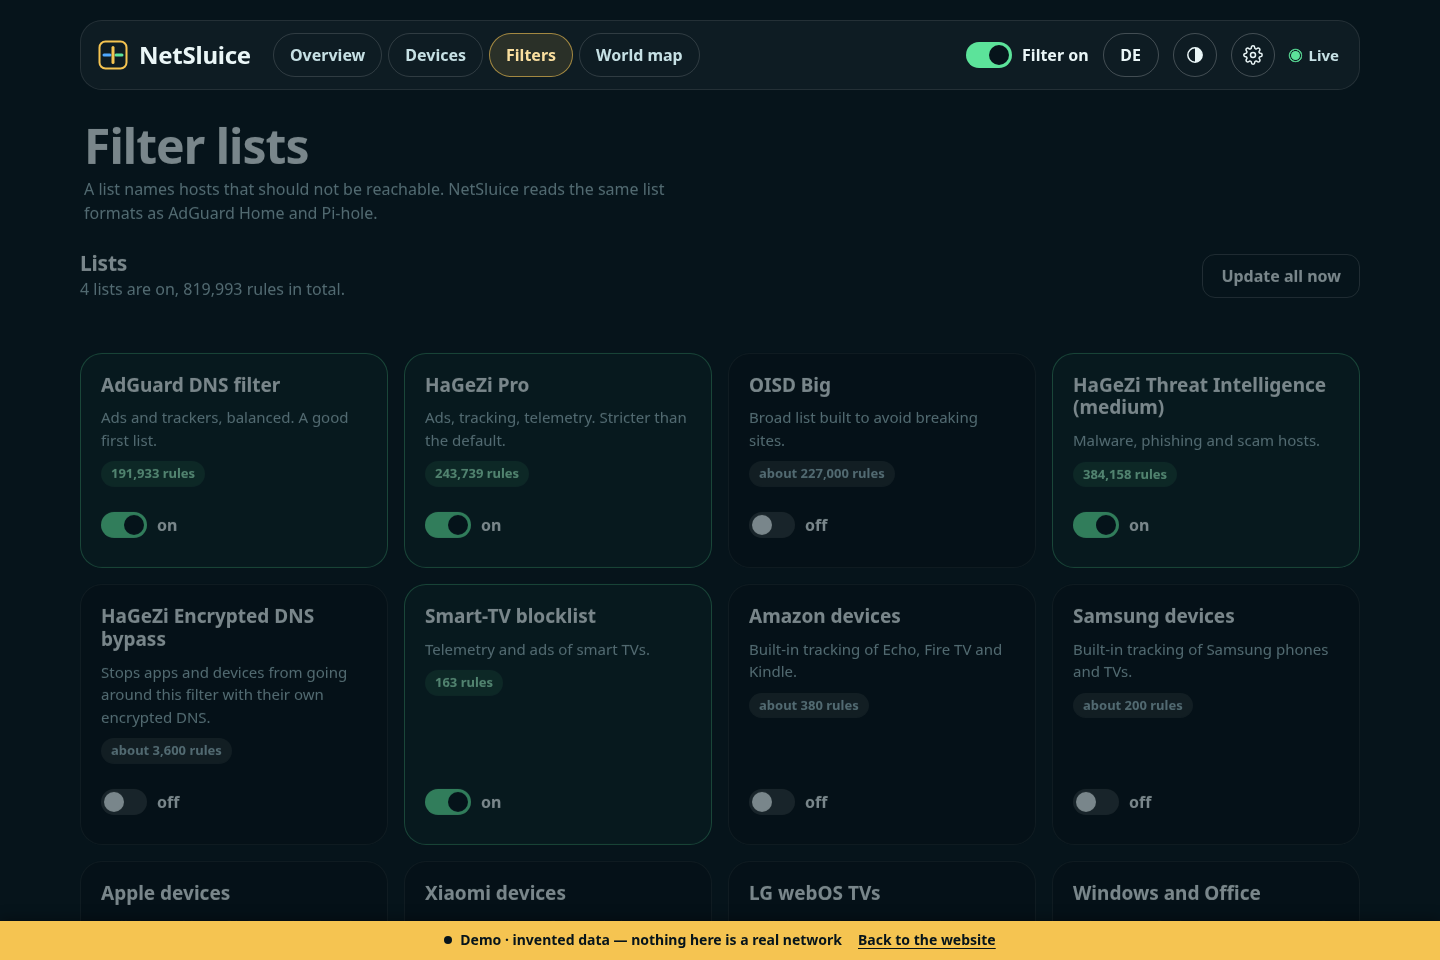 NetSluice
Overview
Devices
Filters
World map
Filter on
DE
Live
Filter lists
A list names hosts that should not be reachable. NetSluice reads the same list
formats as AdGuard Home and Pi-hole.
Lists
4 lists are on, 819,993 rules in total.
Update all now
AdGuard DNS filter
Ads and trackers, balanced. A good
first list.
191,933 rules
on
HaGeZi Pro
Ads, tracking, telemetry. Stricter than
the default.
243,739 rules
on
OISD Big
Broad list built to avoid breaking
sites.
about 227,000 rules
off
HaGeZi Threat Intelligence
(medium)
Malware, phishing and scam hosts.
384,158 rules
on
HaGeZi Encrypted DNS
bypass
Stops apps and devices from going
around this filter with their own
encrypted DNS.
about 3,600 rules
off
Smart-TV blocklist
Telemetry and ads of smart TVs.
163 rules
on
Amazon devices
Built-in tracking of Echo, Fire TV and
Kindle.
about 380 rules
off
Samsung devices
Built-in tracking of Samsung phones
and TVs.
about 200 rules
off
Apple devices
Xiaomi devices
LG webOS TVs
Windows and Office
Demo · invented data — nothing here is a real network
Back to the website